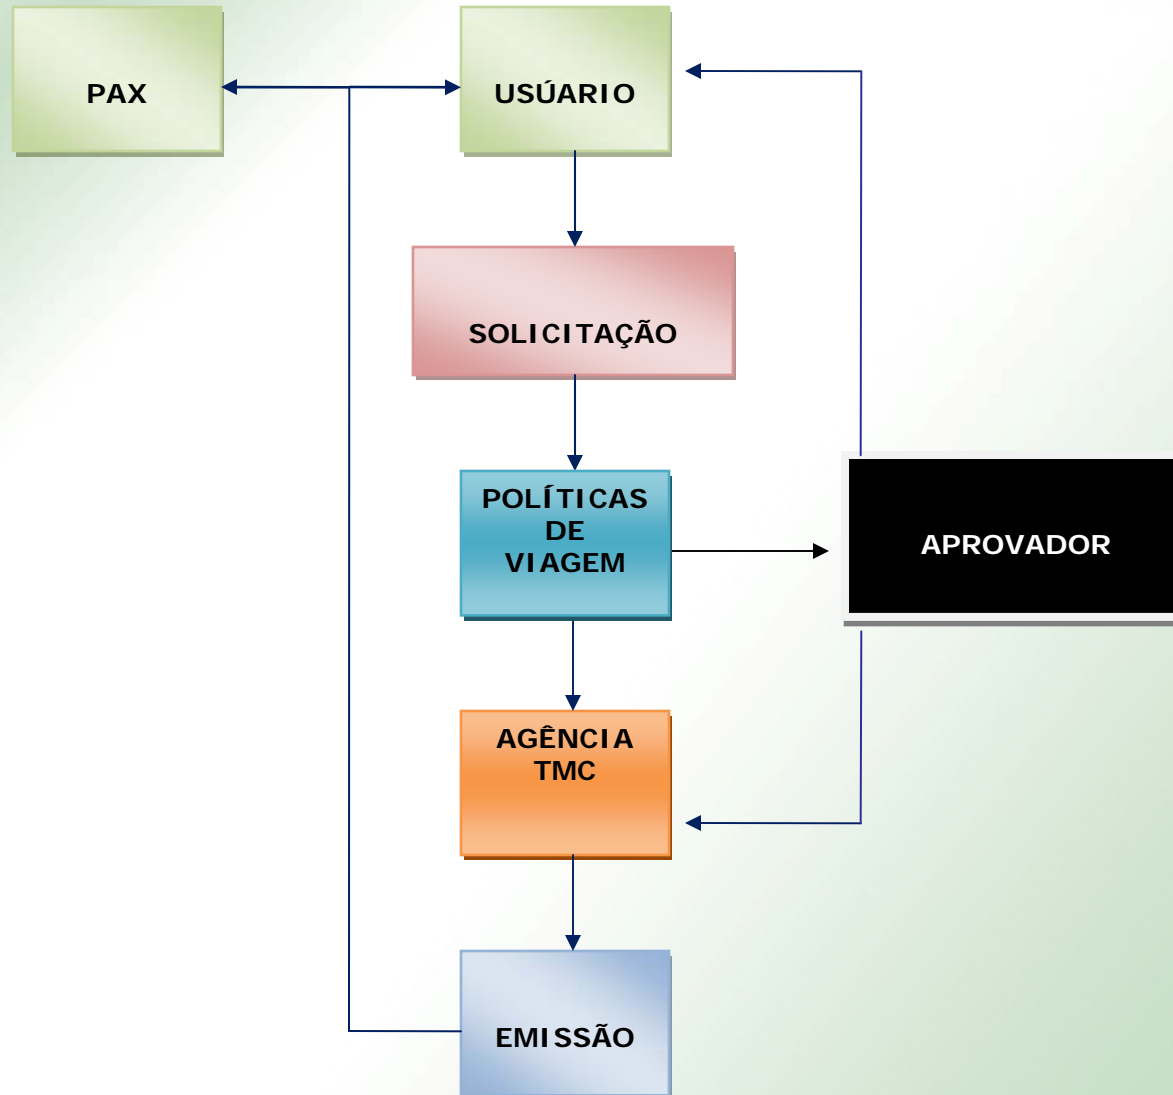 PAX
USÚARIO
SOLICITAÇÃO
POLÍTICAS
DE
VIAGEM
APROVADOR
AGÊNCIA
TMC
EMISSÃO